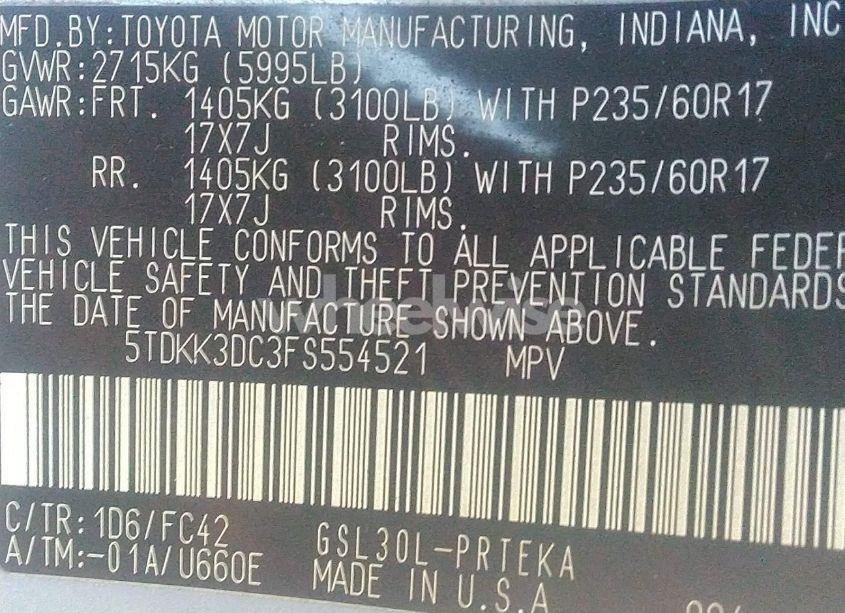 MFD.BY:TOYOTA MOTOR MANUFACTURING, INDIANA, INC
GVWR:2715KG (5995LB)
GAWR:FRT. 1405KG (3100LB) WITH P235/60R17
17X7J RIMS.
RR. 1405KG (3100LB) WITH P235/60R17
17X7J RIMS.
THIS VEHICLE CONFORMS TO ALL APPLICABLE FEDER
VEHICLE SAFETY AND THEFT PREVENTION STANDARDS
THE DATE OF MANUFACTURE SHOWN ABOVE.
wheelwise
5TDKK3DC3FS554521 MPV
C/TR:1D6/FC42 GSL30L-PRTEKA
A/TM:-01A/U660E MADE IN U.S.A